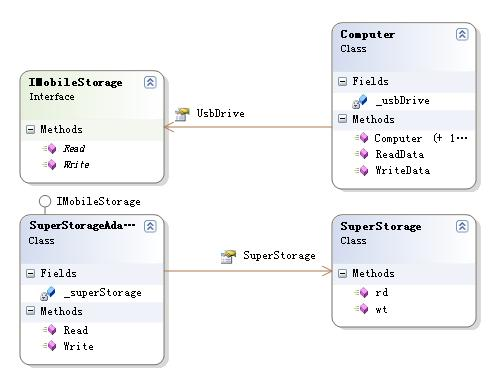 Computer
Class
Fields
_usbDrive
Methods
Computer (+ 1…
ReadData
WriteData
IMobileStorage
Interface
Methods
Read
Write
UsbDrive
IMobileStorage
SuperStorageAda…
Class
Fields
_superStorage
Methods
Read
Write
SuperStorage
SuperStorage
Class
Methods
rd
wt